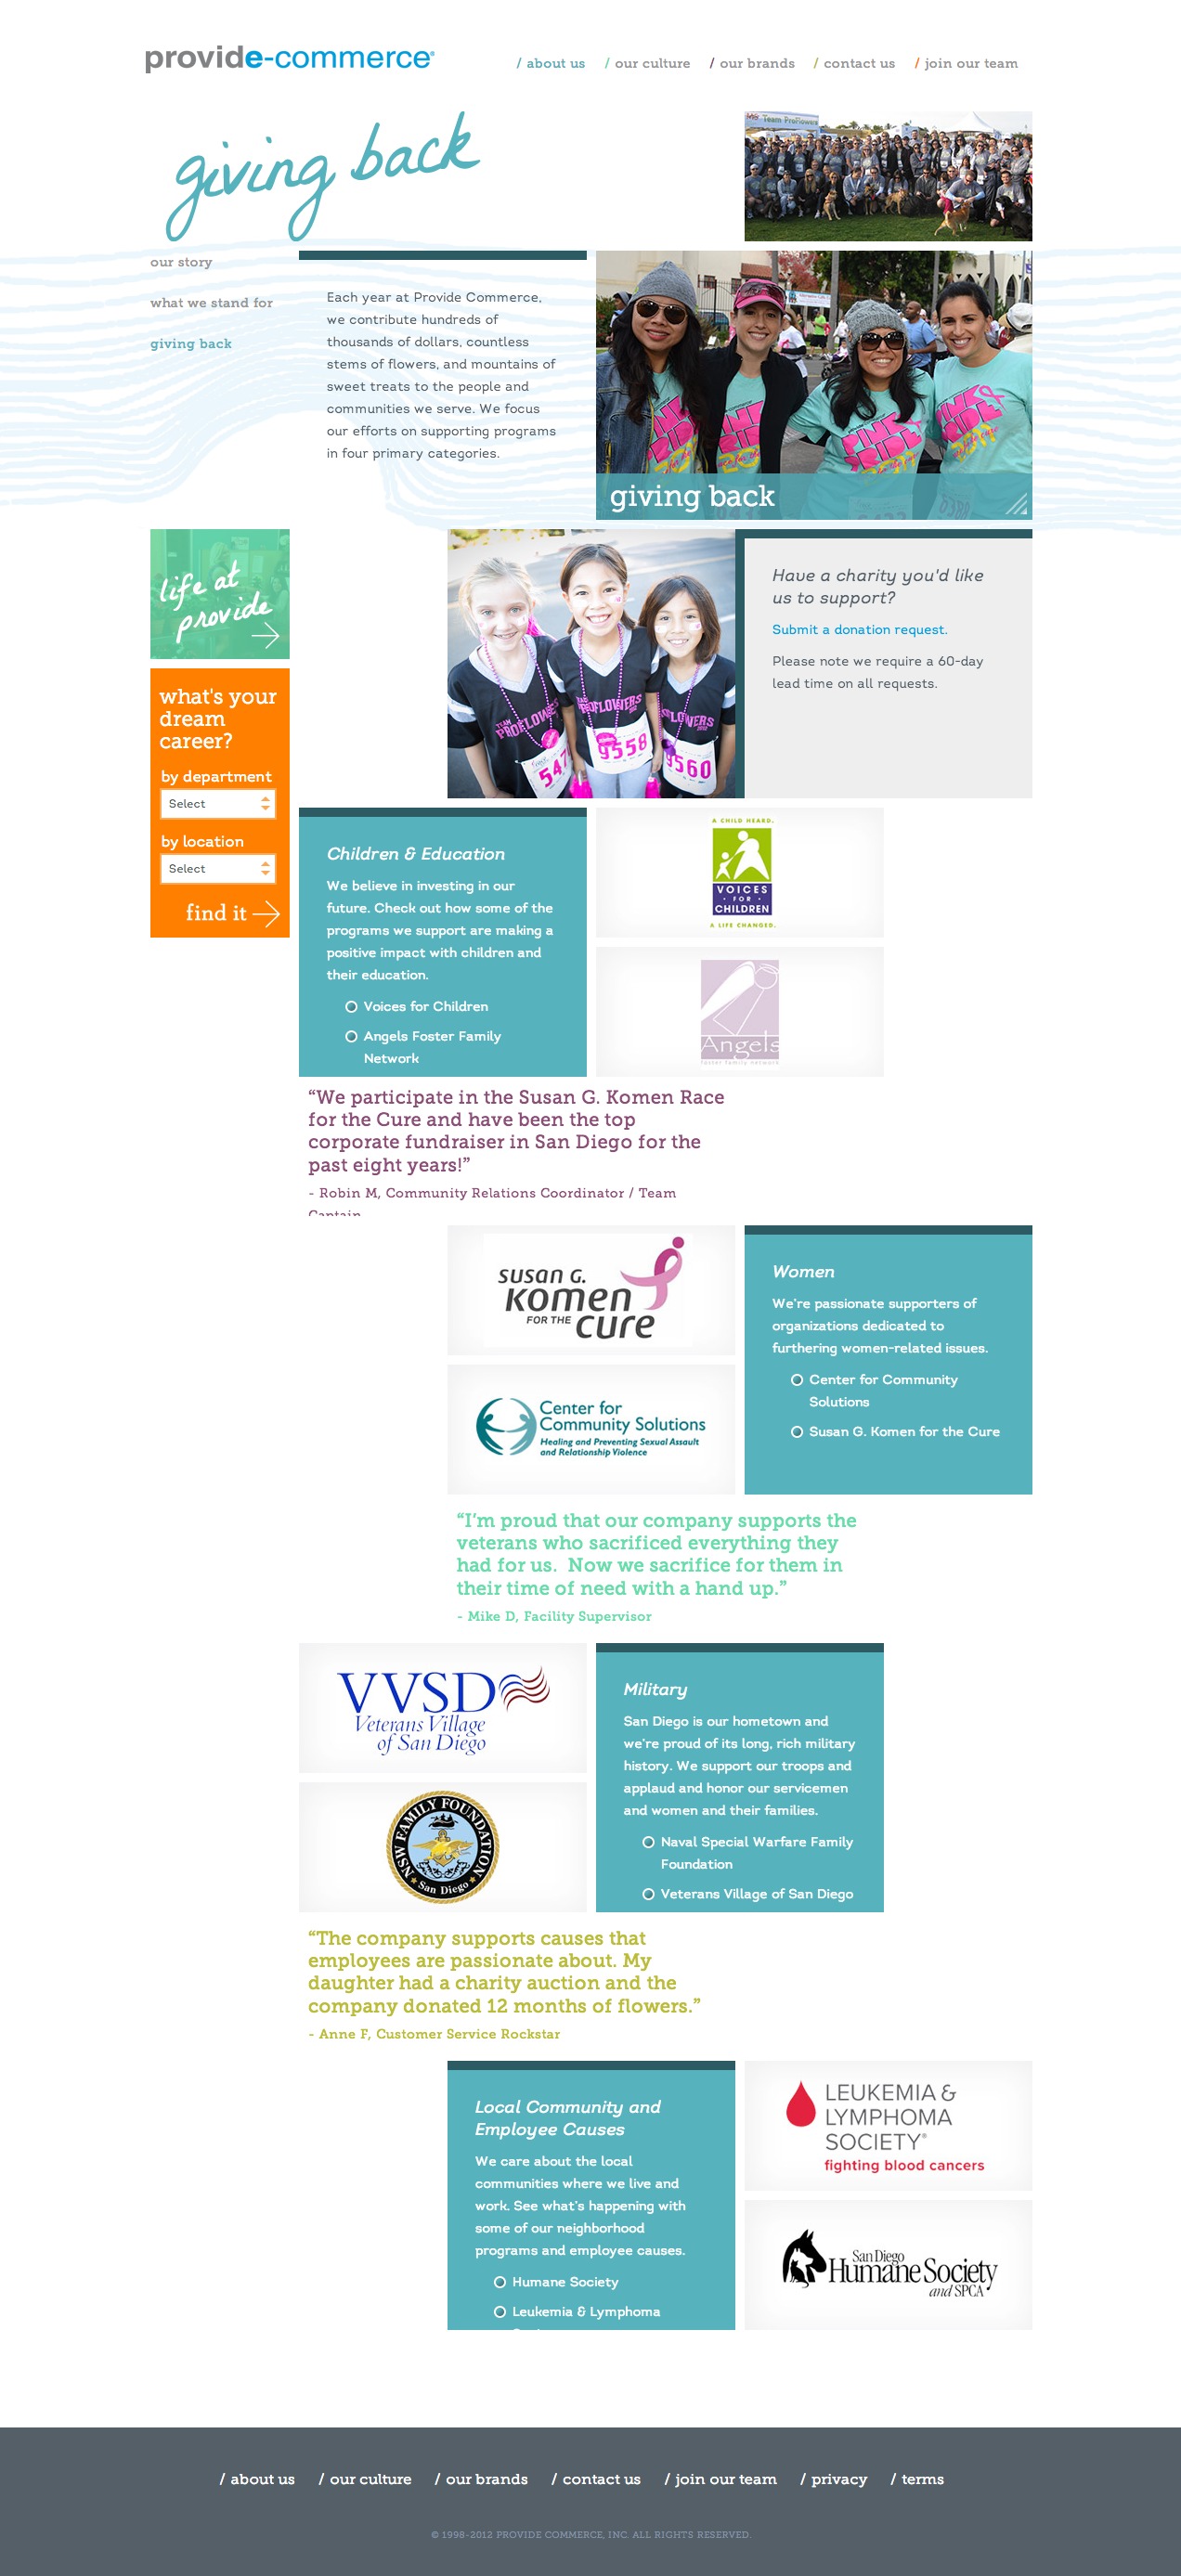 provide-commerce®
/ about us / our culture / our brands / contact us / join our team
giving back
Team ProFlowers
our story
what we stand for
giving back
Each year at Provide Commerce,
we contribute hundreds of
thousands of dollars, countless
stems of flowers, and mountains of
sweet treats to the people and
communities we serve. We focus
our efforts on supporting programs
in four primary categories.
giving back
life at
provide
what's your
dream
career?
by department
Select
by location
Select
find it
TEAM
PROFLOWERS
547
9558
9560
Have a charity you'd like
us to support?
Submit a donation request.
Please note we require a 60-day
lead time on all requests.
Children & Education
We believe in investing in our
future. Check out how some of the
programs we support are making a
positive impact with children and
their education.
Voices for Children
Angels Foster Family
Network
A CHILD HEARD.
VOICES
· FOR ·
CHILDREN
A LIFE CHANGED.
Angels
foster family network
“We participate in the Susan G. Komen Race
for the Cure and have been the top
corporate fundraiser in San Diego for the
past eight years!”
- Robin M, Community Relations Coordinator / Team
Captain
susan g.
komen
FOR THE cure
Center for
Community Solutions
Healing and Preventing Sexual Assault
and Relationship Violence
Women
We're passionate supporters of
organizations dedicated to
furthering women-related issues.
Center for Community
Solutions
Susan G. Komen for the Cure
“I’m proud that our company supports the
veterans who sacrificed everything they
had for us.  Now we sacrifice for them in
their time of need with a hand up.”
- Mike D, Facility Supervisor
VVSD
Veterans Village
of San Diego
NSW FAMILY FOUNDATION
San Diego
Military
San Diego is our hometown and
we're proud of its long, rich military
history. We support our troops and
applaud and honor our servicemen
and women and their families.
Naval Special Warfare Family
Foundation
Veterans Village of San Diego
“The company supports causes that
employees are passionate about. My
daughter had a charity auction and the
company donated 12 months of flowers.”
- Anne F, Customer Service Rockstar
Local Community and
Employee Causes
We care about the local
communities where we live and
work. See what's happening with
some of our neighborhood
programs and employee causes.
Humane Society
Leukemia & Lymphoma
LEUKEMIA &
LYMPHOMA
SOCIETY®
fighting blood cancers
San Diego
Humane Society
and SPCA
/ about us / our culture / our brands / contact us / join our team / privacy / terms
© 1998-2012 PROVIDE COMMERCE, INC. ALL RIGHTS RESERVED.